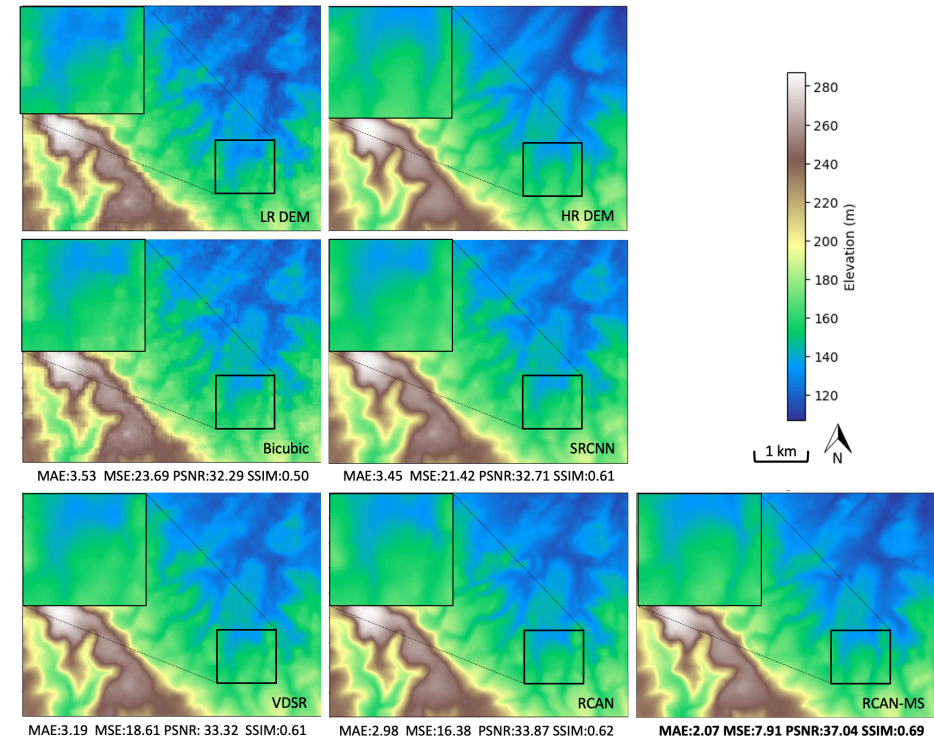 LR DEM
HR DEM
280
260
240
220
200
180
160
140
120
Elevation (m)
1 km
N
Bicubic
SRCNN
MAE:3.53 MSE:23.69 PSNR:32.29 SSIM:0.50
MAE:3.45 MSE:21.42 PSNR:32.71 SSIM:0.61
VDSR
RCAN
RCAN-MS
MAE:3.19 MSE:18.61 PSNR: 33.32 SSIM:0.61
MAE:2.98 MSE:16.38 PSNR:33.87 SSIM:0.62
MAE:2.07 MSE:7.91 PSNR:37.04 SSIM:0.69